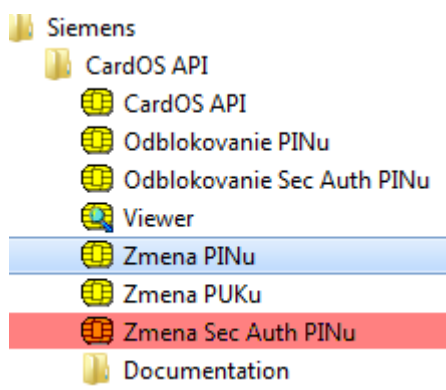 Siemens
CardOS API
CardOS API
Odblokovanie PINu
Odblokovanie Sec Auth PINu
Viewer
Zmena PINu
Zmena PUKu
Zmena Sec Auth PINu
Documentation